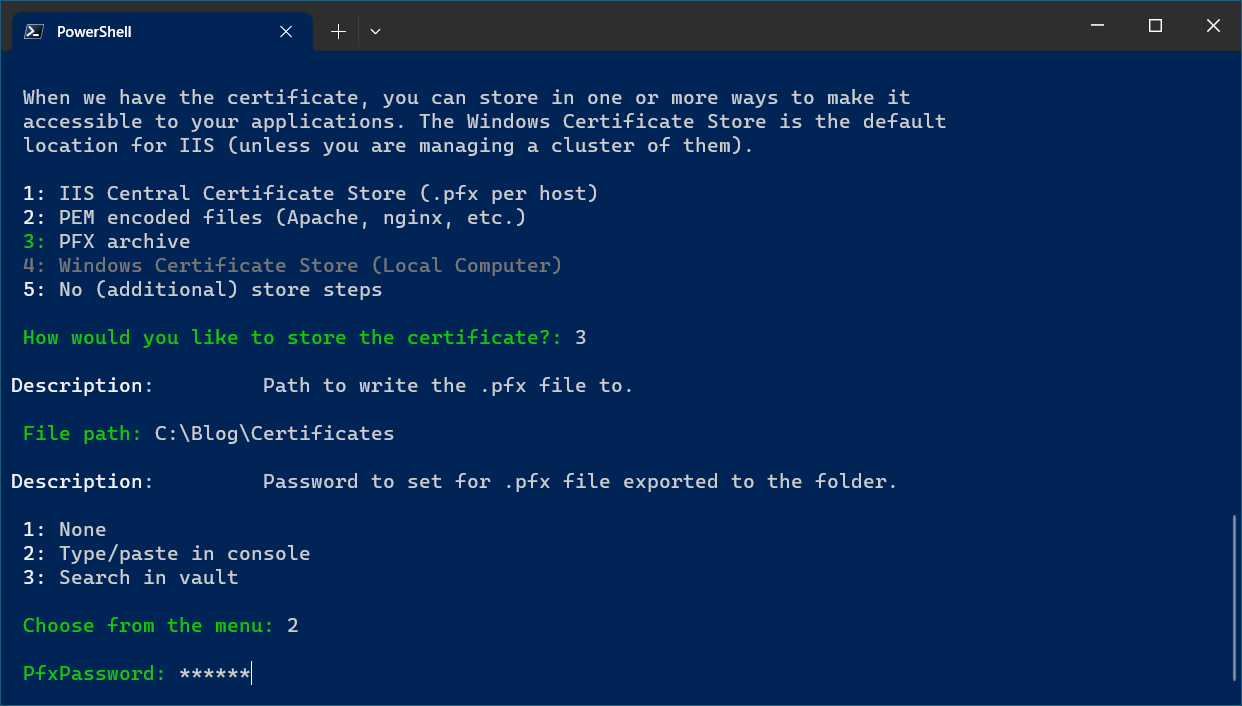 PowerShell
When we have the certificate, you can store in one or more ways to make it
accessible to your applications. The Windows Certificate Store is the default
location for IIS (unless you are managing a cluster of them).
1: IIS Central Certificate Store (.pfx per host)
2: PEM encoded files (Apache, nginx, etc.)
3: PFX archive
4: Windows Certificate Store (Local Computer)
5: No (additional) store steps
How would you like to store the certificate?: 3
Description:         Path to write the .pfx file to.
File path: C:\Blog\Certificates
Description:         Password to set for .pfx file exported to the folder.
1: None
2: Type/paste in console
3: Search in vault
Choose from the menu: 2
PfxPassword: ******